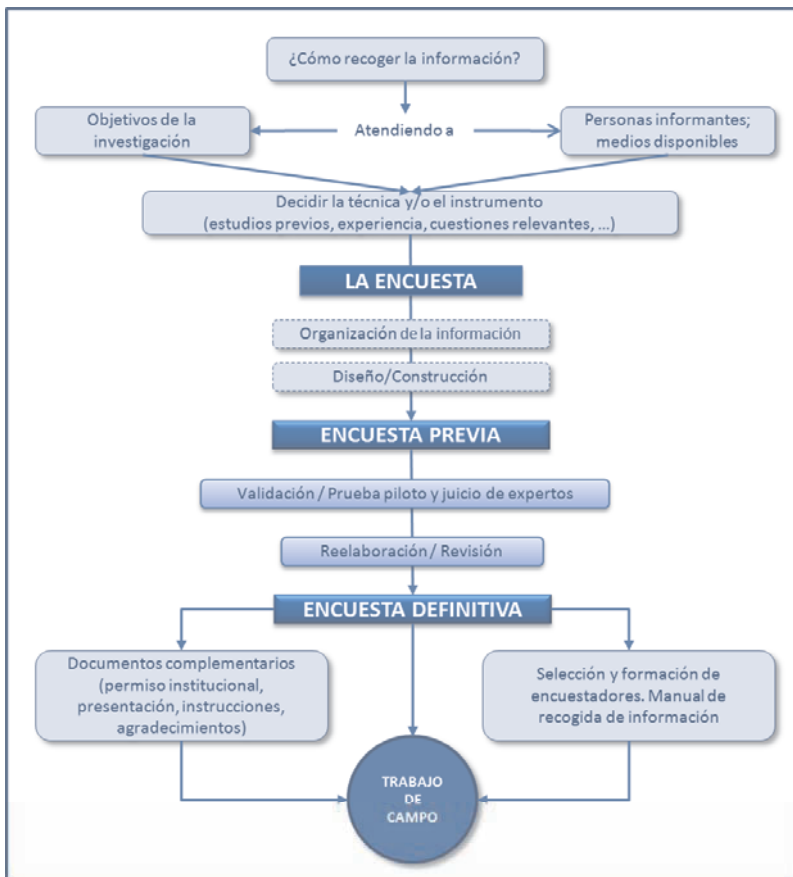 ¿Cómo recoger la información?
Objetivos de la
investigación
Atendiendo a
Personas informantes;
medios disponibles
Decidir la técnica y/o el instrumento
(estudios previos, experiencia, cuestiones relevantes, ...)
LA ENCUESTA
Organización de la información
Diseño/Construcción
ENCUESTA PREVIA
Validación / Prueba piloto y juicio de expertos
Reelaboración / Revisión
ENCUESTA DEFINITIVA
Documentos complementarios
(permiso institucional,
presentación, instrucciones,
agradecimientos)
Selección y formación de
encuestadores. Manual de
recogida de información
TRABAJO
DE
CAMPO